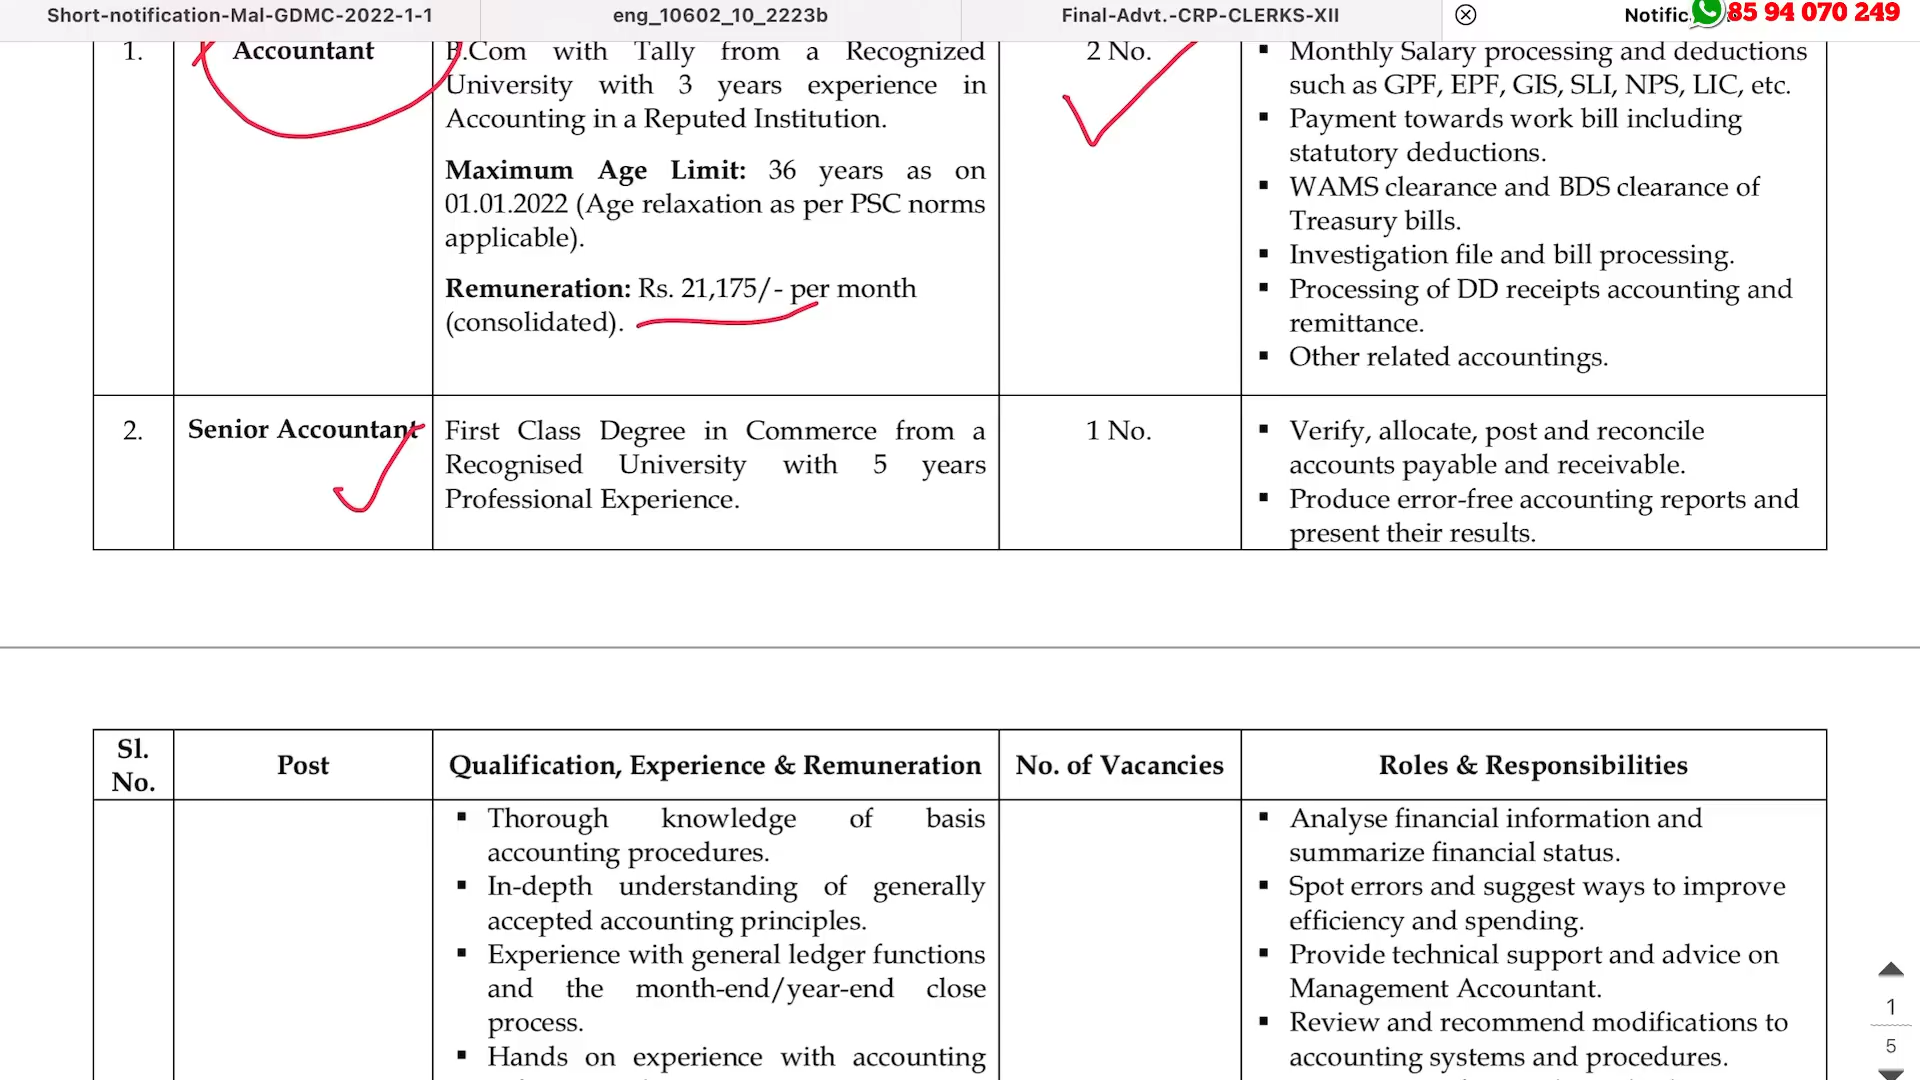 Short-notification-Mal-GDMC-2022-1-1
eng_10602_10_2223b
Final-Advt.-CRP-CLERKS-XII
Notific
85 94 070 249
1.
Accountant
B.Com with Tally from a Recognized
University with 3 years experience in
Accounting in a Reputed Institution.
Maximum Age Limit: 36 years as on
01.01.2022 (Age relaxation as per PSC norms
applicable).
Remuneration: Rs. 21,175/- per month
(consolidated).
2 No.
▪ Monthly Salary processing and deductions
such as GPF, EPF, GIS, SLI, NPS, LIC, etc.
▪ Payment towards work bill including
statutory deductions.
▪ WAMS clearance and BDS clearance of
Treasury bills.
▪ Investigation file and bill processing.
▪ Processing of DD receipts accounting and
remittance.
▪ Other related accountings.
2.
Senior Accountant
First Class Degree in Commerce from a
Recognised University with 5 years
Professional Experience.
1 No.
▪ Verify, allocate, post and reconcile
accounts payable and receivable.
▪ Produce error-free accounting reports and
present their results.
Sl.
No.
Post
Qualification, Experience & Remuneration
No. of Vacancies
Roles & Responsibilities
▪ Thorough knowledge of basis
accounting procedures.
▪ In-depth understanding of generally
accepted accounting principles.
▪ Experience with general ledger functions
and the month-end/year-end close
process.
▪ Hands on experience with accounting
▪ Analyse financial information and
summarize financial status.
▪ Spot errors and suggest ways to improve
efficiency and spending.
▪ Provide technical support and advice on
Management Accountant.
▪ Review and recommend modifications to
accounting systems and procedures.
1
5